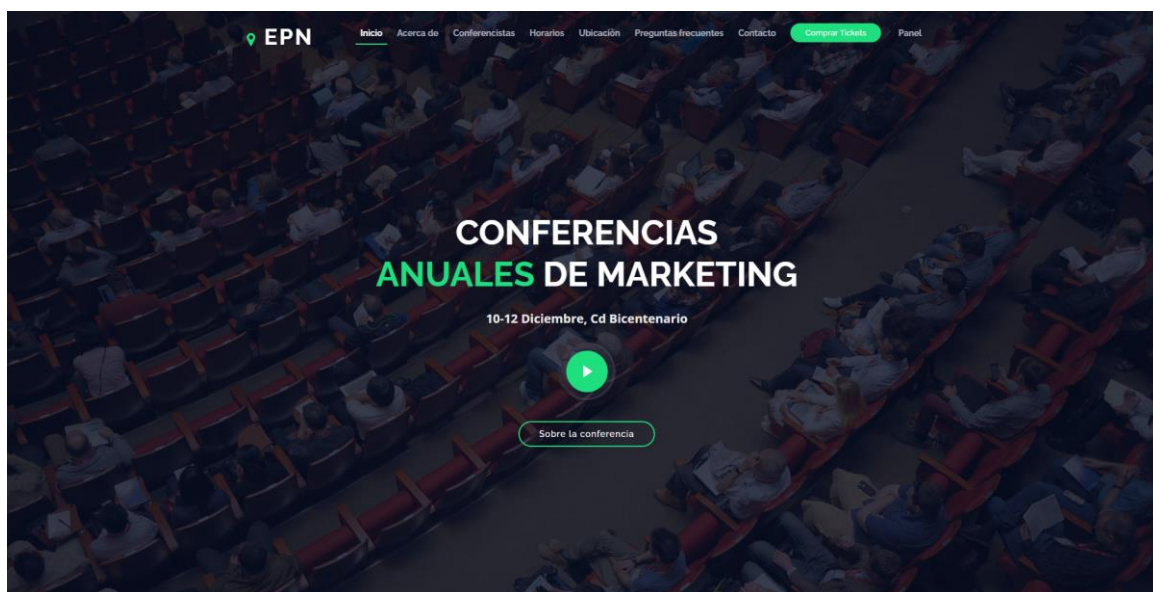 EPN
Inicio Acerca de Conferencistas Horarios Ubicación Preguntas frecuentes Contacto Comprar Tickets Panel
CONFERENCIAS
ANUALES DE MARKETING
10-12 Diciembre, Cd Bicentenario
Sobre la conferencia